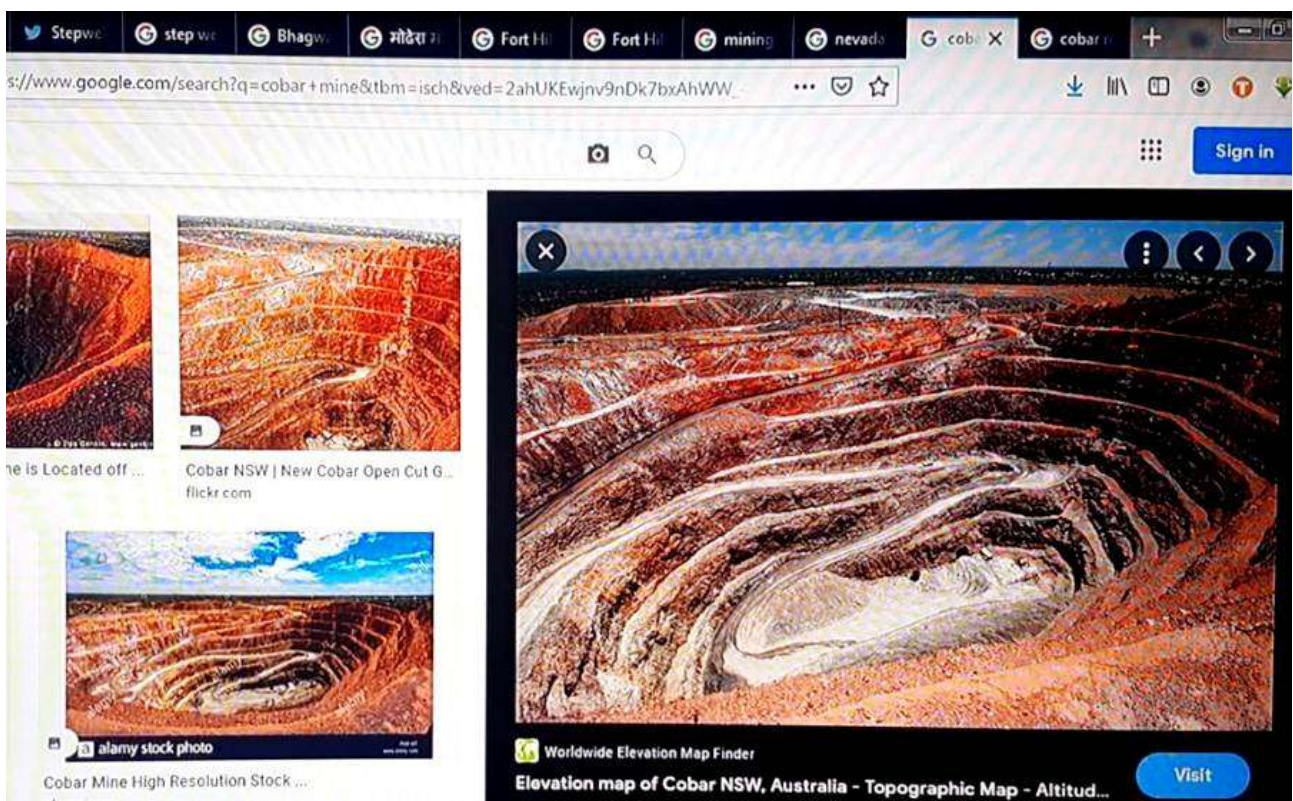 Stepwe step we Bhagw मोढेरा Fort Hil Fort Hil mining nevada cob cobar
s://www.google.com/search?q=cobar+mine&tbm=isch&ved=2ahUKEwjnv9nDk7bxAhWW_
Sign in
ne is Located off ...
Cobar NSW | New Cobar Open Cut G...
flickr.com
a alamy stock photo
Cobar Mine High Resolution Stock ...
Worldwide Elevation Map Finder
Elevation map of Cobar NSW, Australia - Topographic Map - Altitud...
Visit